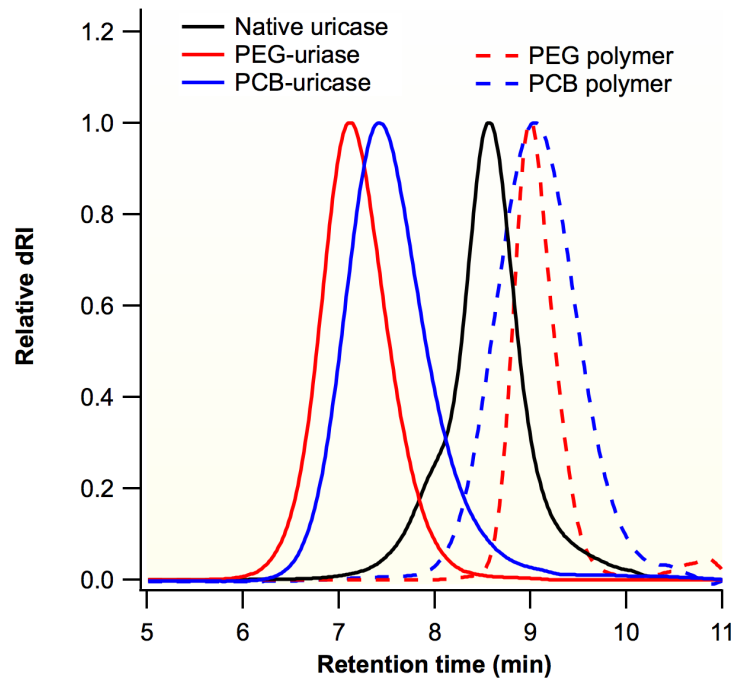 Native uricase
PEG-uriase
PCB-uricase
PEG polymer
PCB polymer
1.2
1.0
0.8
0.6
0.4
0.2
0.0
Relative dRI
5 6 7 8 9 10 11
Retention time (min)